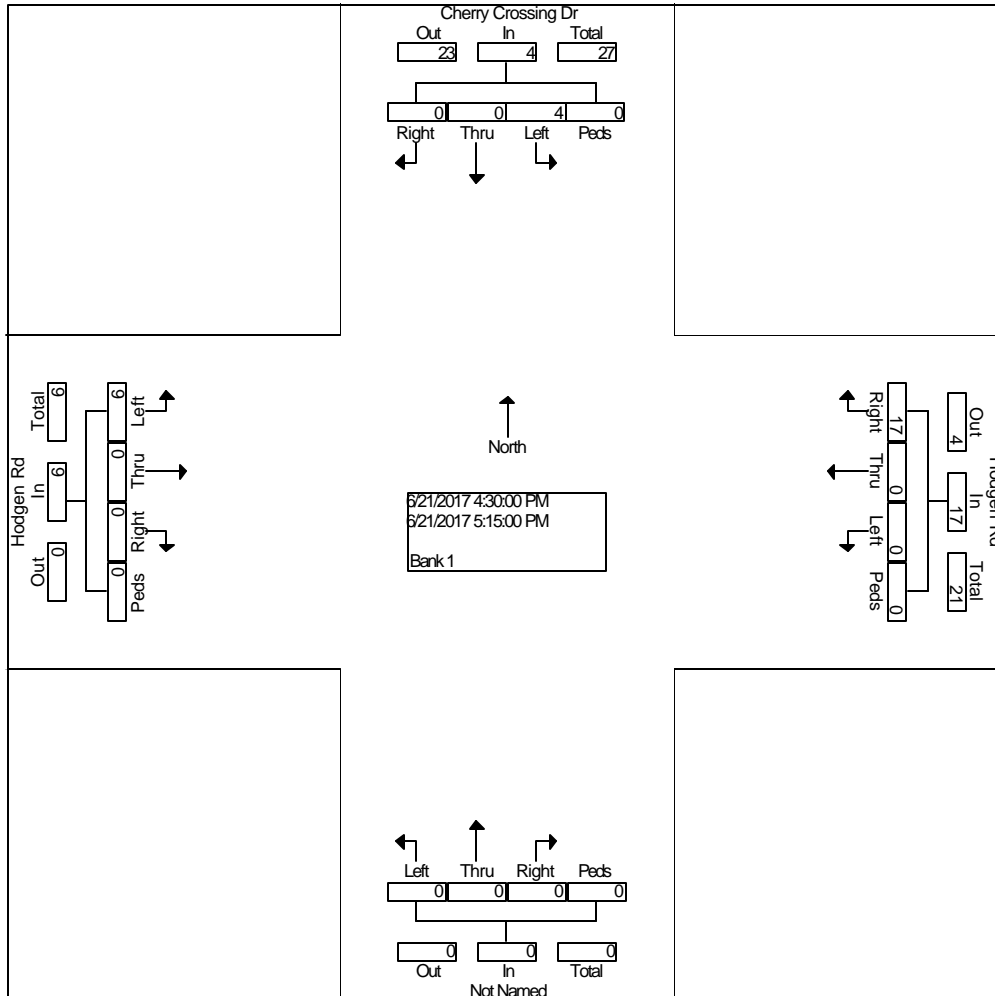 Cherry Crossing Dr
Out In Total
23 4 27
0 0 4 0
Right Thru Left Peds
Hodgen Rd
Total In Out
6 6 0
6 0 0 0
Left Thru Right Peds
North
6/21/2017 4:30:00 PM
6/21/2017 5:15:00 PM
Bank 1
Right Thru Left Peds
17 0 0 0
Out In Total
4 17 21
Hodgen Rd
Left Thru Right Peds
0 0 0 0
0 0 0
Out In Total
Not Named